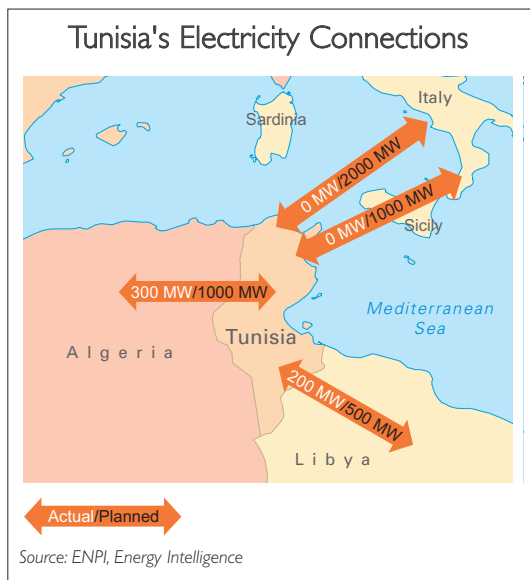 Tunisia's Electricity Connections
Italy
Sardinia
0 MW/2000 MW
0 MW/1000 MW
Sicily
300 MW/1000 MW
Mediterranean
Sea
Tunisia
Algeria
200 MW/500 MW
Libya
Actual/Planned
Source: ENPI, Energy Intelligence